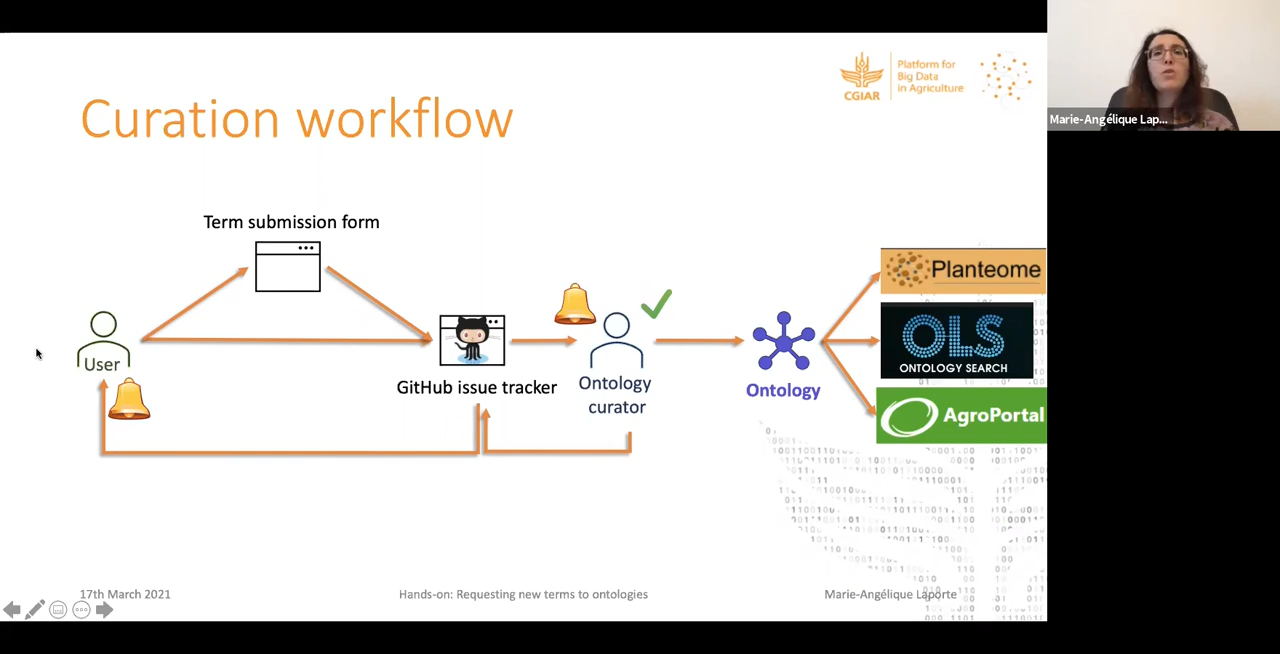 Curation workflow
CGIAR
Platform for
Big Data
in Agriculture
Marie-Angélique Lap...
Term submission form
User
GitHub issue tracker
Ontology
curator
Ontology
Planteome
OLS
ONTOLOGY SEARCH
AgroPortal
17th March 2021
Hands-on: Requesting new terms to ontologies
Marie-Angélique Laporte